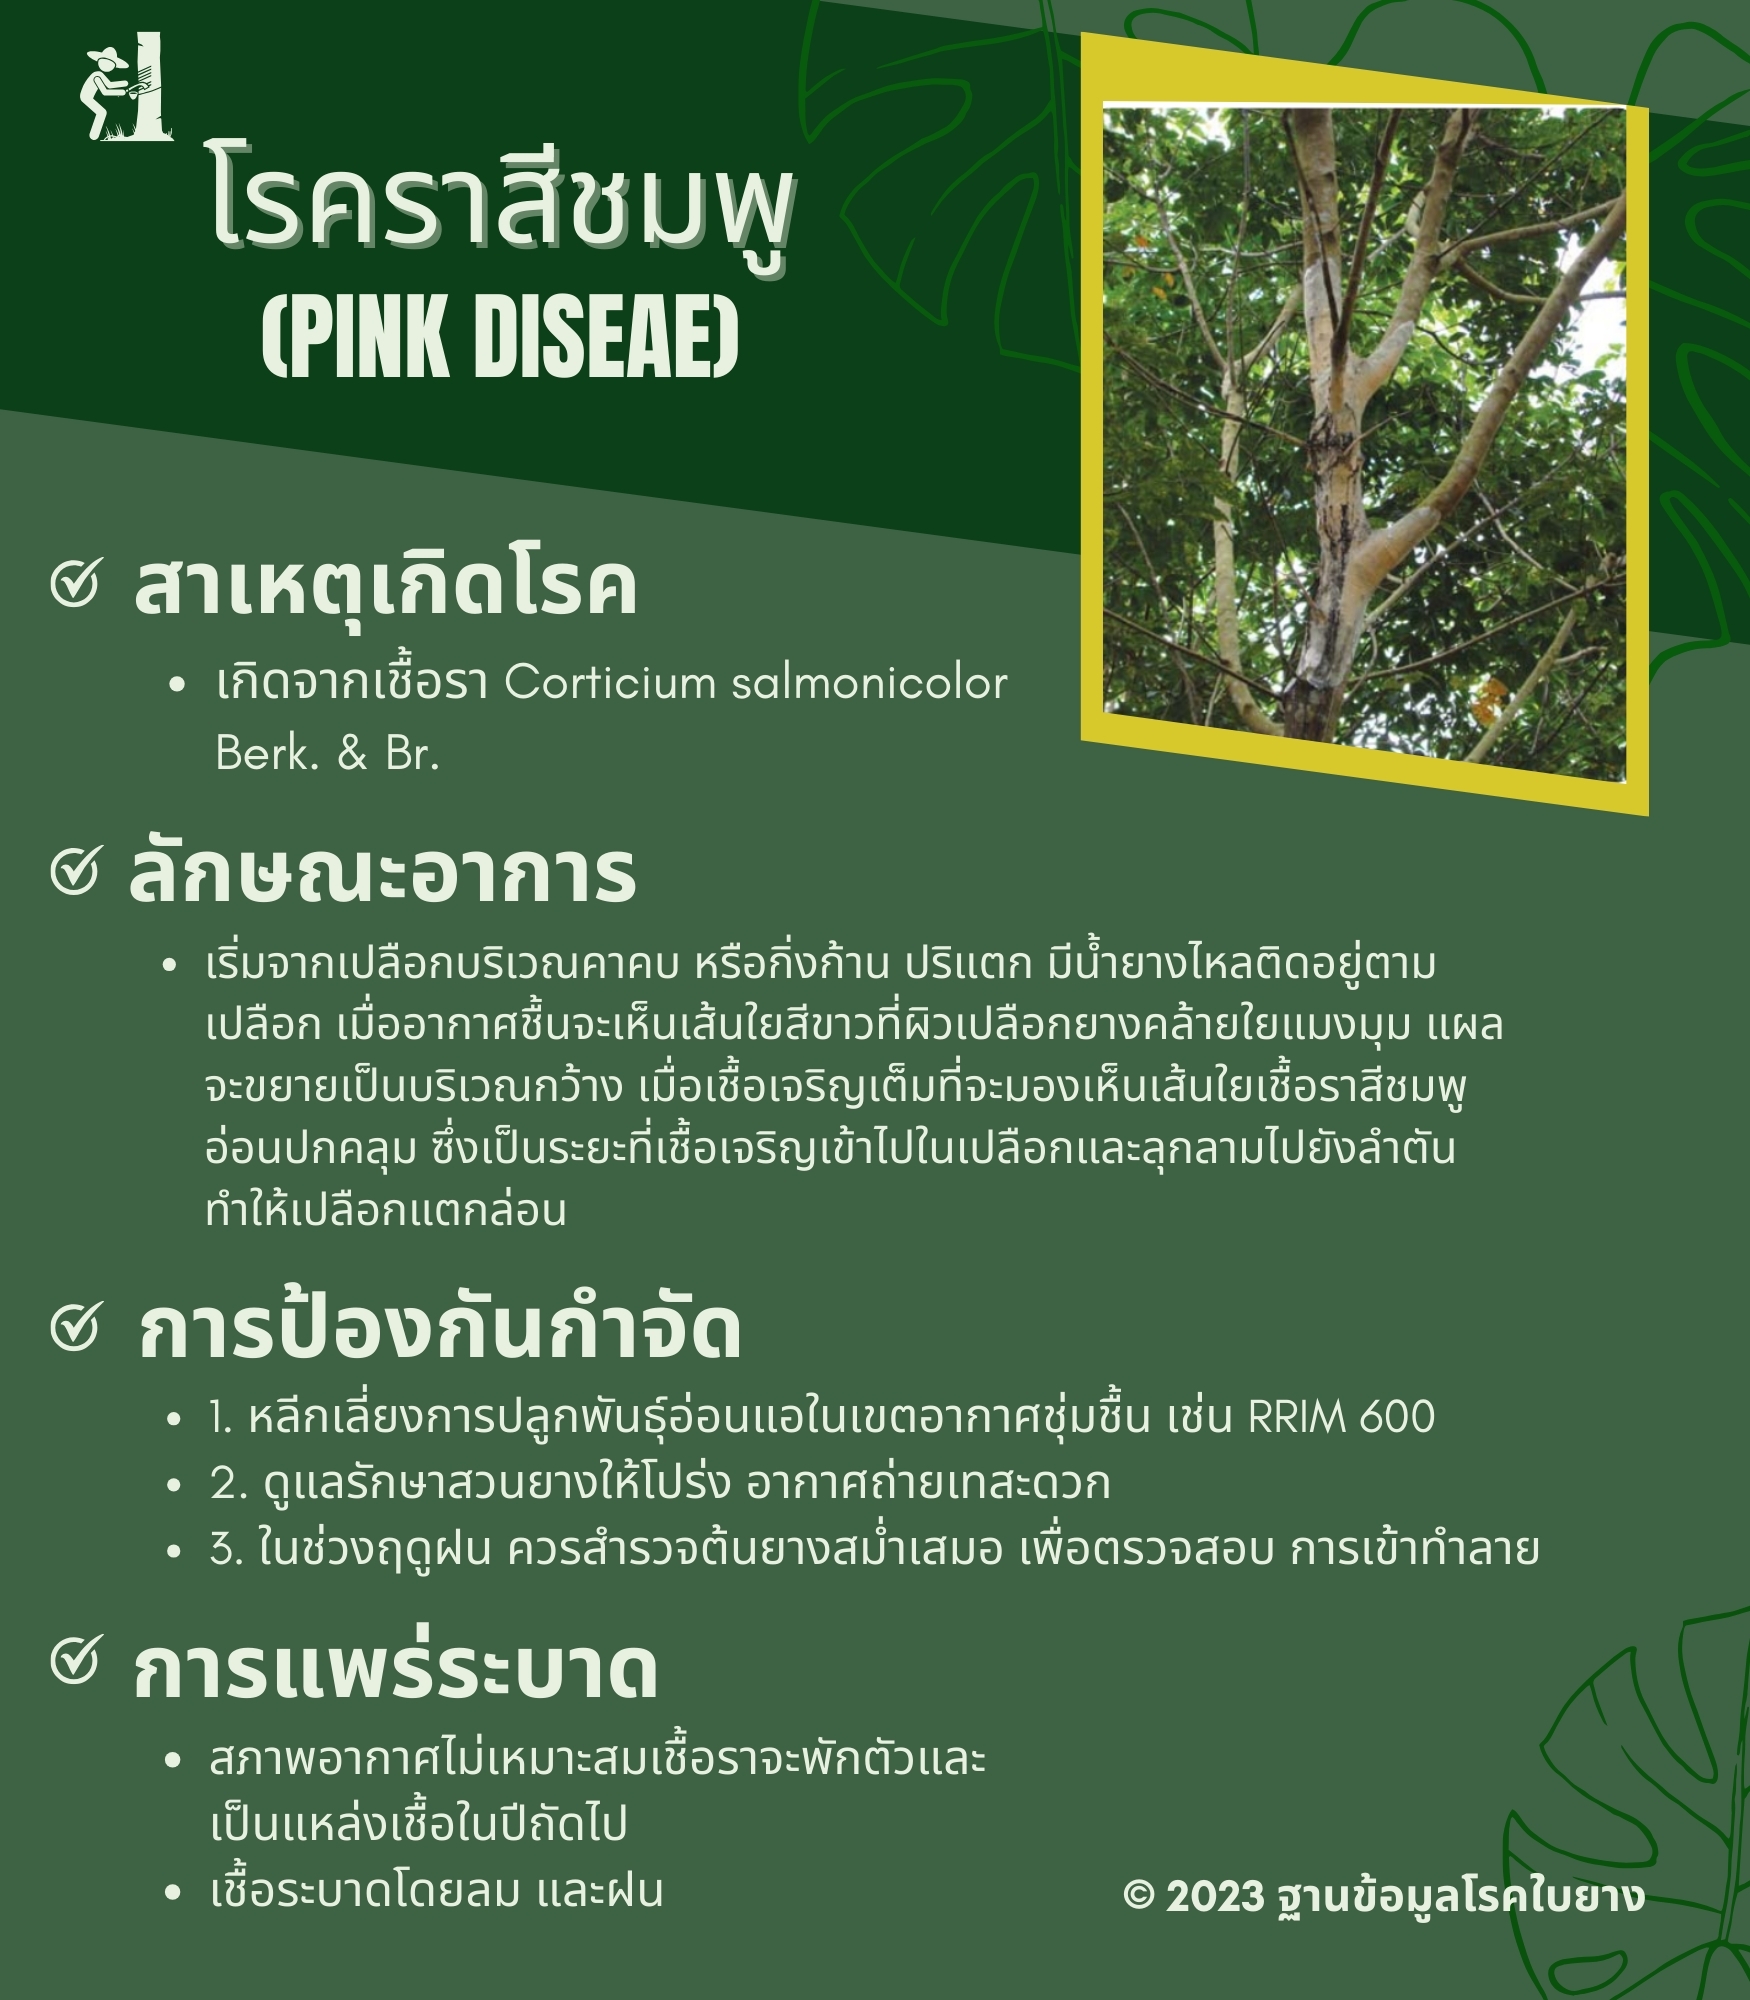 โรคราสีชมพู
(PINK DISEAE)
สาเหตุเกิดโรค
• เกิดจากเชื้อรา Corticium salmonicolor
Berk. & Br.
ลักษณะอาการ
• เริ่มจากเปลือกบริเวณคาคบ หรือกิ่งก้าน ปริแตก มีน้ำยางไหลติดอยู่ตาม
เปลือก เมื่ออากาศชื้นจะเห็นเส้นใยสีขาวที่ผิวเปลือกยางคล้ายใยแมงมุม แผล
จะขยายเป็นบริเวณกว้าง เมื่อเชื้อเจริญเต็มที่จะมองเห็นเส้นใยเชื้อราสีชมพู
อ่อนปกคลุม ซึ่งเป็นระยะที่เชื้อเจริญเข้าไปในเปลือกและลุกลามไปยังลำตัน
ทำให้เปลือกแตกล่อน
การป้องกันกำจัด
• 1. หลีกเลี่ยงการปลูกพันธุ์อ่อนแอในเขตอากาศชุ่มชื้น เช่น RRIM 600
• 2. ดูแลรักษาสวนยางให้โปร่ง อากาศถ่ายเทสะดวก
• 3. ในช่วงฤดูฝน ควรสำรวจต้นยางสม่ำเสมอ เพื่อตรวจสอบ การเข้าทำลาย
การแพร่ระบาด
• สภาพอากาศไม่เหมาะสมเชื้อราจะพักตัวและ
เป็นแหล่งเชื้อในปีถัดไป
• เชื้อระบาดโดยลม และฝน
© 2023 ฐานข้อมูลโรคใบยาง